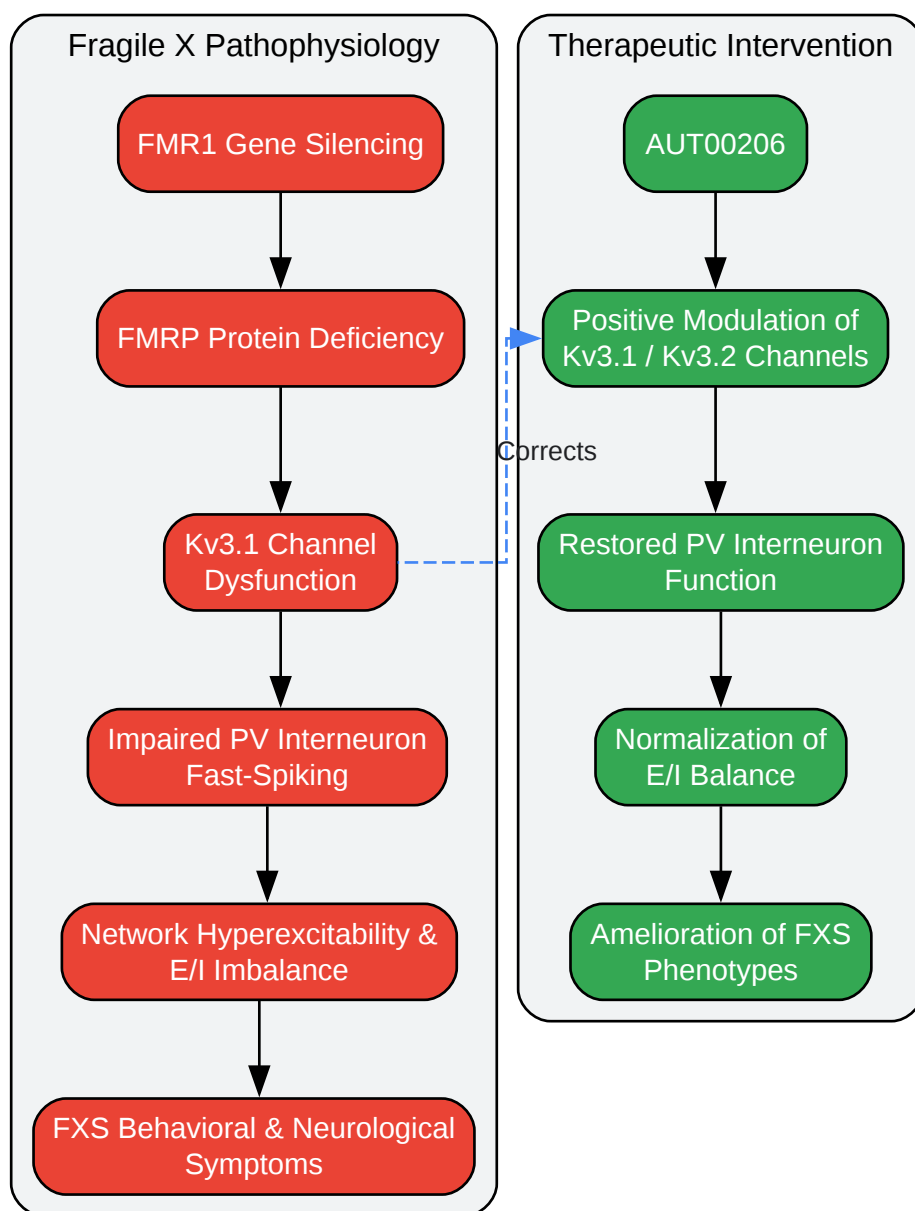 Fragile X Pathophysiology
FMR1 Gene Silencing
FMRP Protein Deficiency
Kv3.1 Channel
Dysfunction
Impaired PV Interneuron
Fast-Spiking
Network Hyperexcitability &
E/I Imbalance
FXS Behavioral & Neurological
Symptoms
Corrects
Therapeutic Intervention
AUT00206
Positive Modulation of
Kv3.1 / Kv3.2 Channels
Restored PV Interneuron
Function
Normalization of
E/I Balance
Amelioration of FXS
Phenotypes